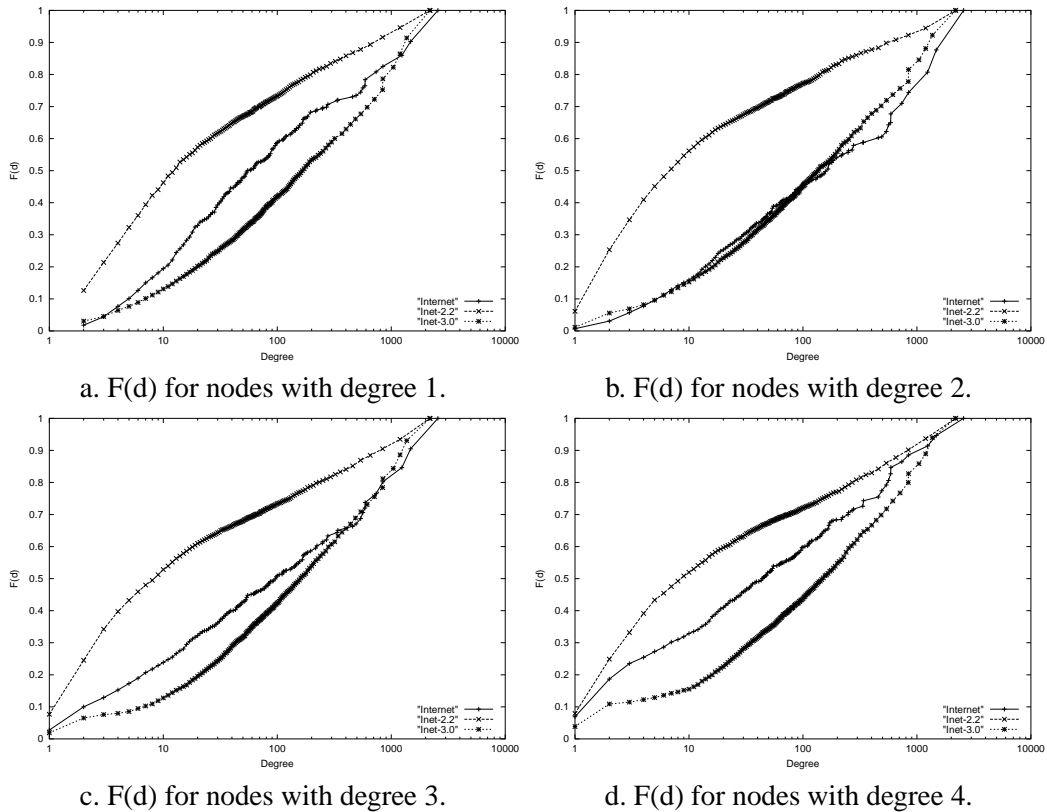 1
0.9
0.8
0.7
0.6
0.5
0.4
0.3
0.2
0.1
0
F(d)
1 10 100 1000 10000
Degree
"Internet"
"Inet-2.2"
"Inet-3.0"
a. F(d) for nodes with degree 1.
1
0.9
0.8
0.7
0.6
0.5
0.4
0.3
0.2
0.1
0
F(d)
1 10 100 1000 10000
Degree
"Internet"
"Inet-2.2"
"Inet-3.0"
b. F(d) for nodes with degree 2.
1
0.9
0.8
0.7
0.6
0.5
0.4
0.3
0.2
0.1
0
F(d)
1 10 100 1000 10000
Degree
"Internet"
"Inet-2.2"
"Inet-3.0"
c. F(d) for nodes with degree 3.
1
0.9
0.8
0.7
0.6
0.5
0.4
0.3
0.2
0.1
0
F(d)
1 10 100 1000 10000
Degree
"Internet"
"Inet-2.2"
"Inet-3.0"
d. F(d) for nodes with degree 4.